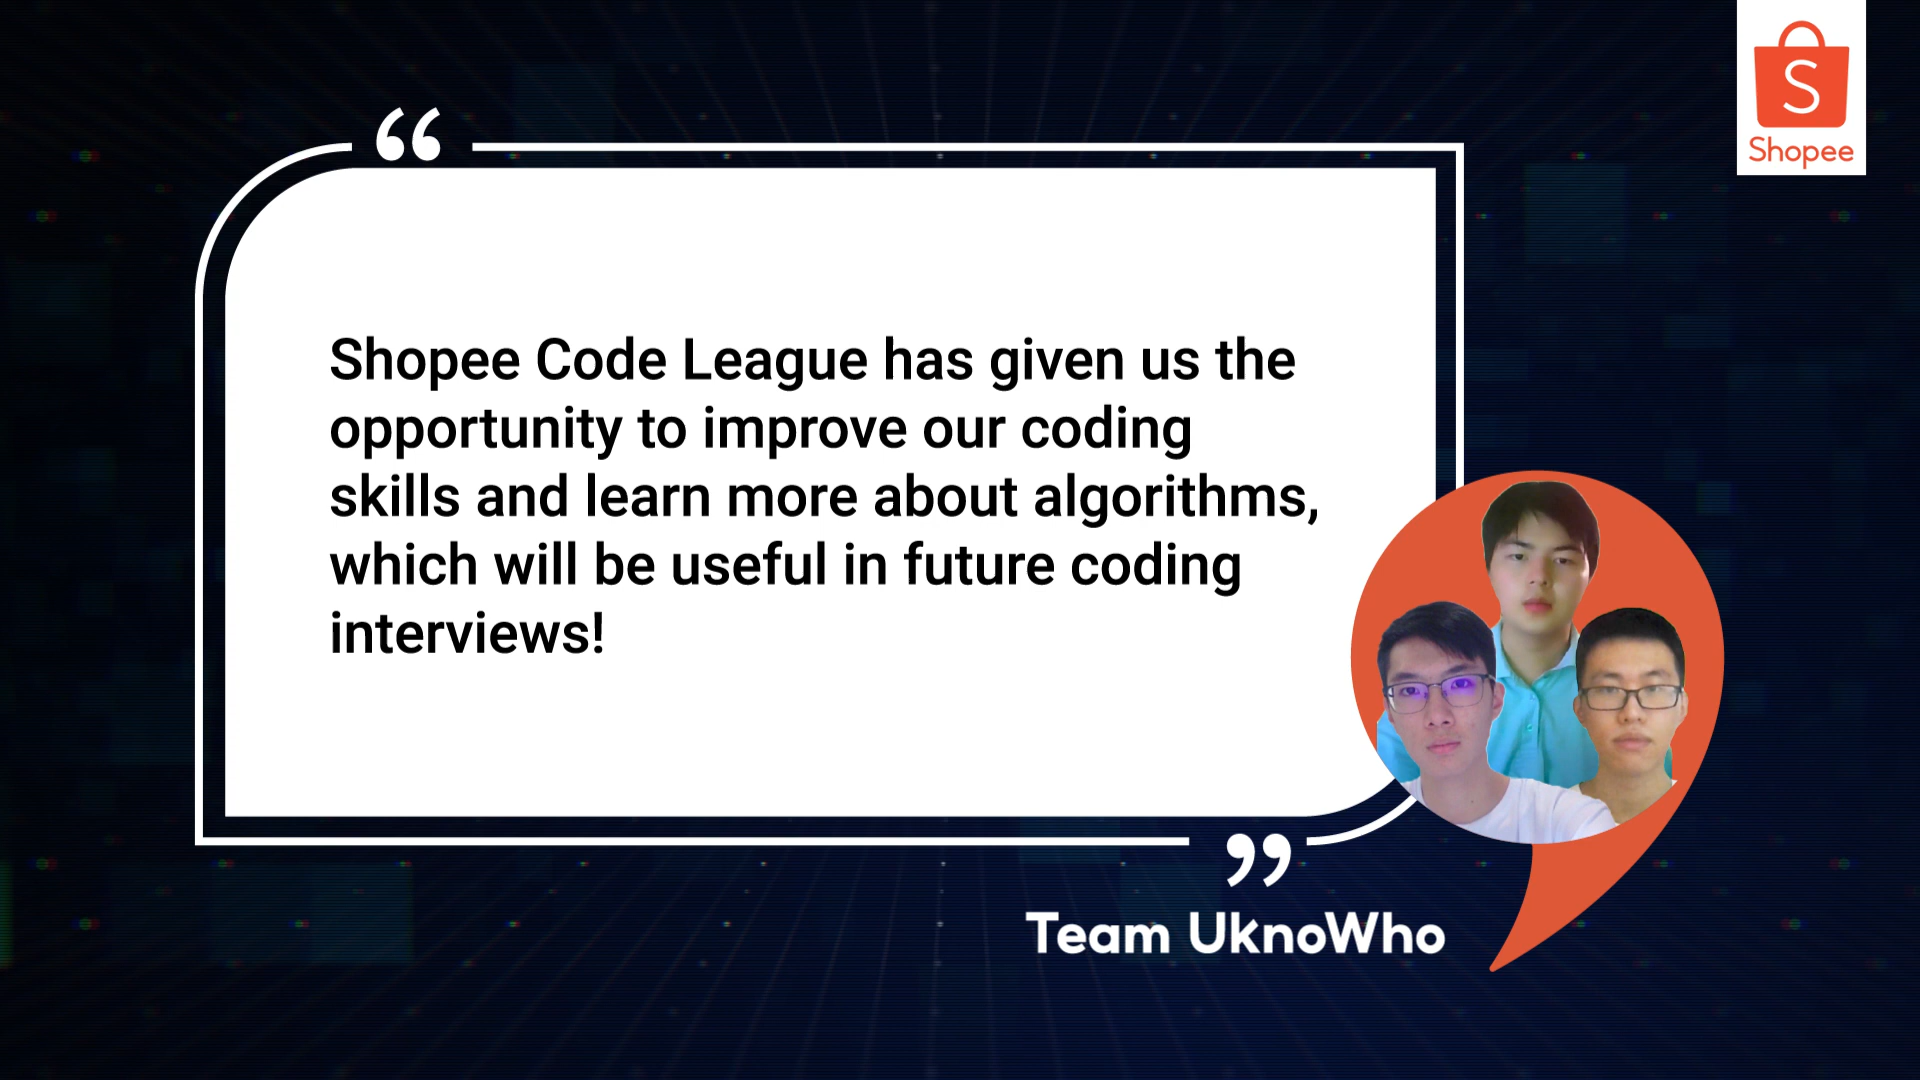 S
Shopee
“
Shopee Code League has given us the
opportunity to improve our coding
skills and learn more about algorithms,
which will be useful in future coding
interviews!
”
Team UknoWho